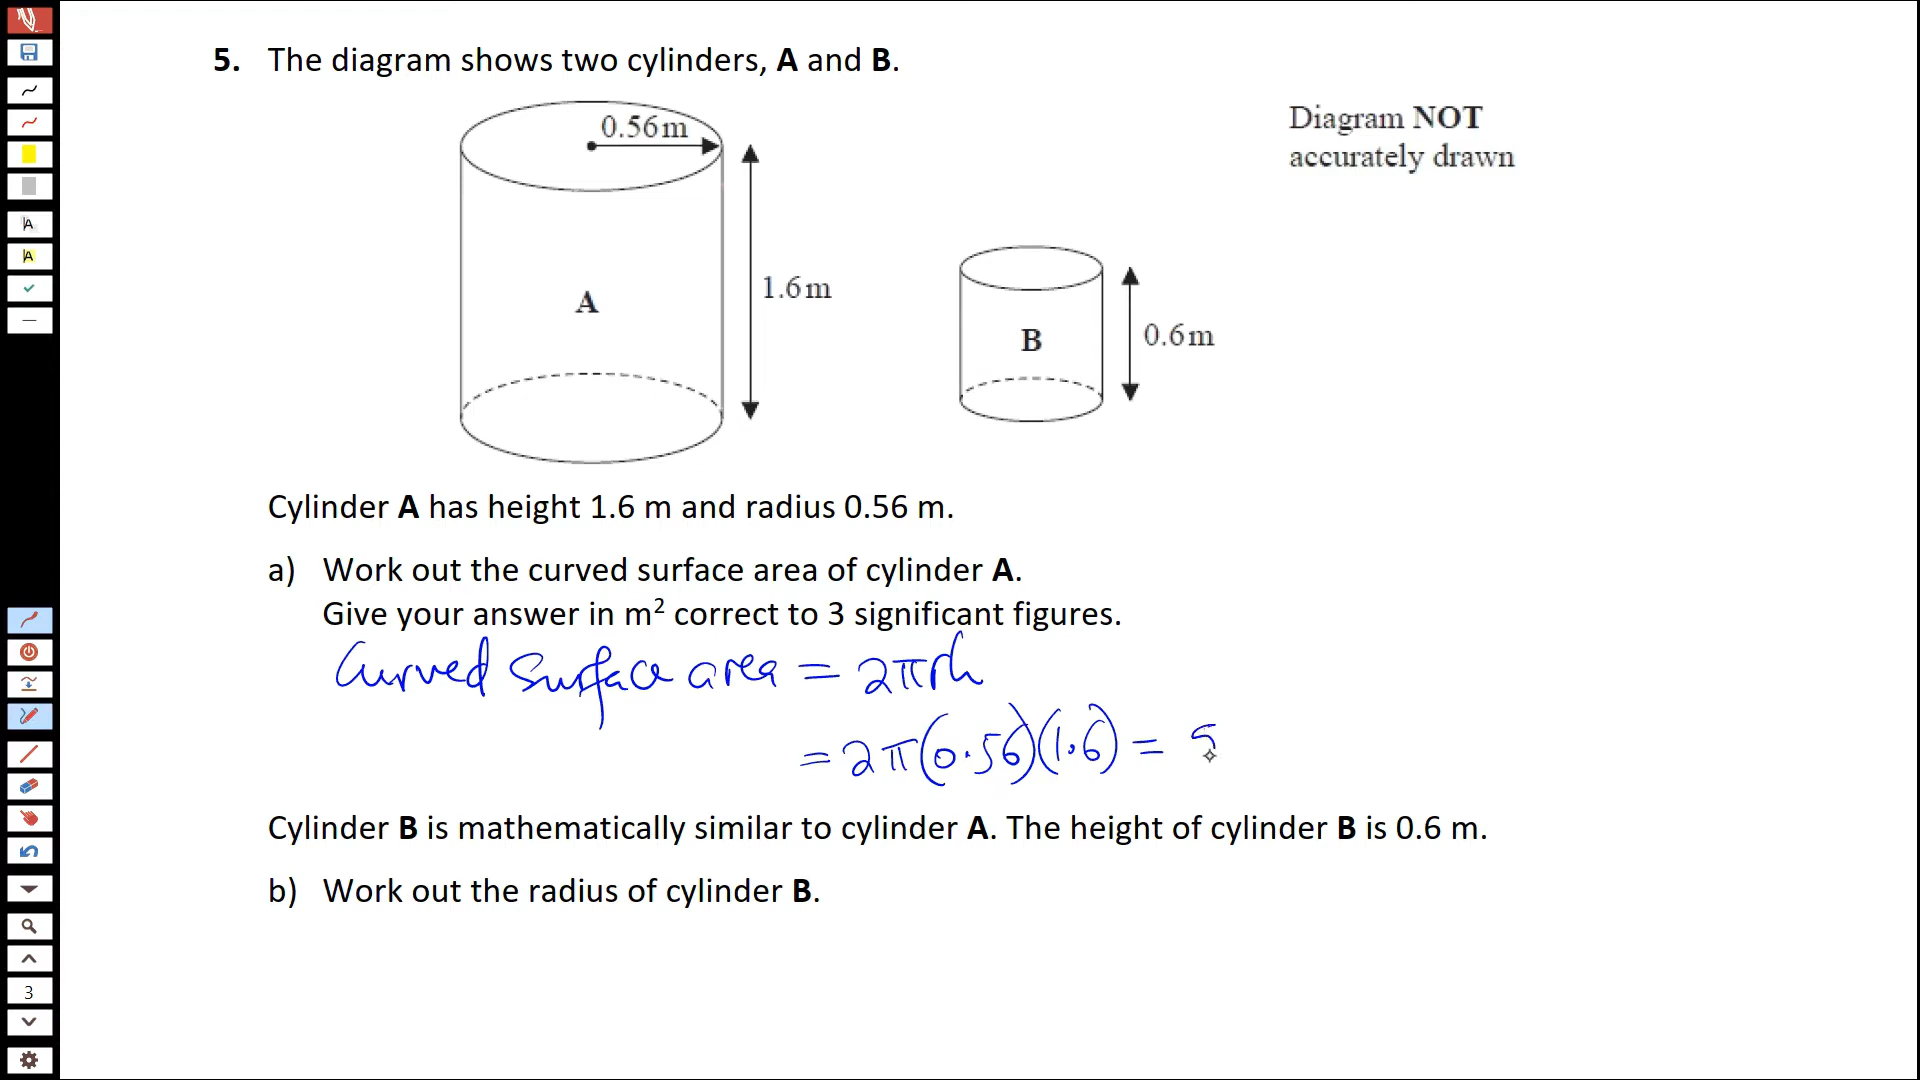 5. The diagram shows two cylinders, A and B.
0.56m
Diagram NOT
accurately drawn
A
1.6m
B
0.6m
Cylinder A has height 1.6 m and radius 0.56 m.
a) Work out the curved surface area of cylinder A.
Give your answer in m² correct to 3 significant figures.
Curved Surface area = 2πrh
= 2π(0.56)(1.6) = 5
Cylinder B is mathematically similar to cylinder A. The height of cylinder B is 0.6 m.
b) Work out the radius of cylinder B.
A
A
3